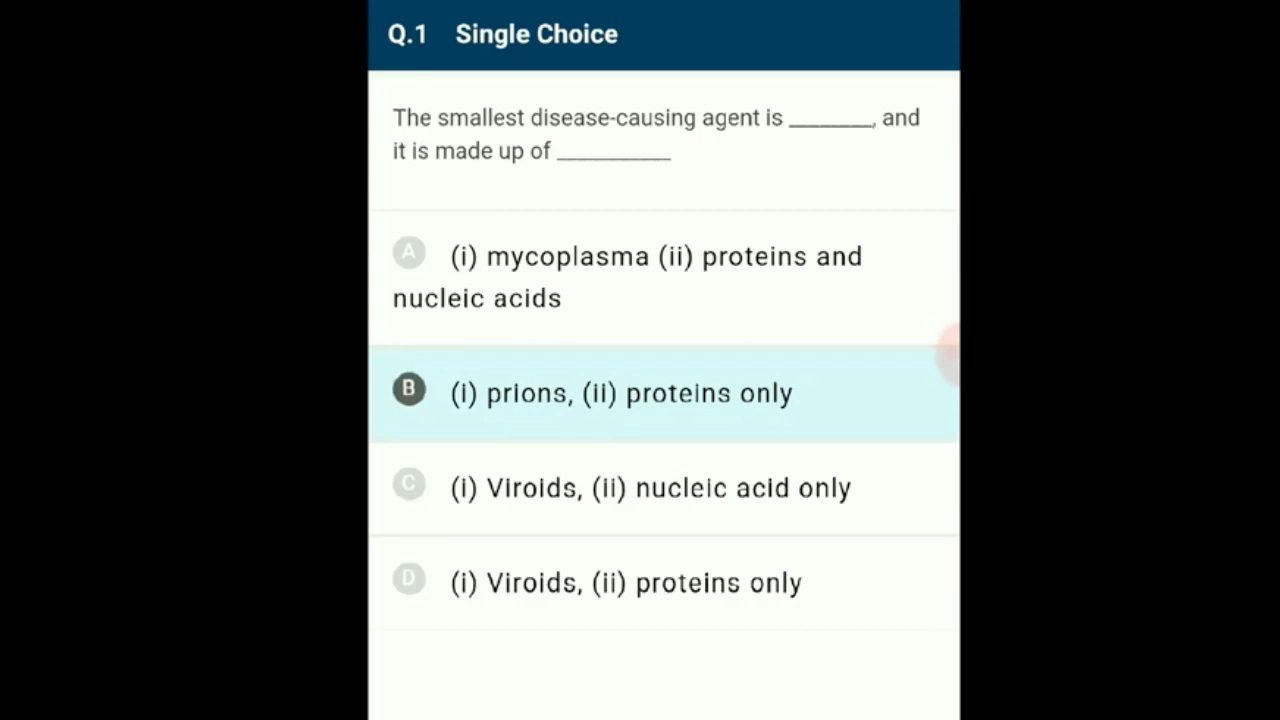 Q.1 Single Choice
The smallest disease-causing agent is ________, and
it is made up of ___________
A (i) mycoplasma (ii) proteins and
nucleic acids
B (i) prions, (ii) proteins only
C (i) Viroids, (ii) nucleic acid only
D (i) Viroids, (ii) proteins only